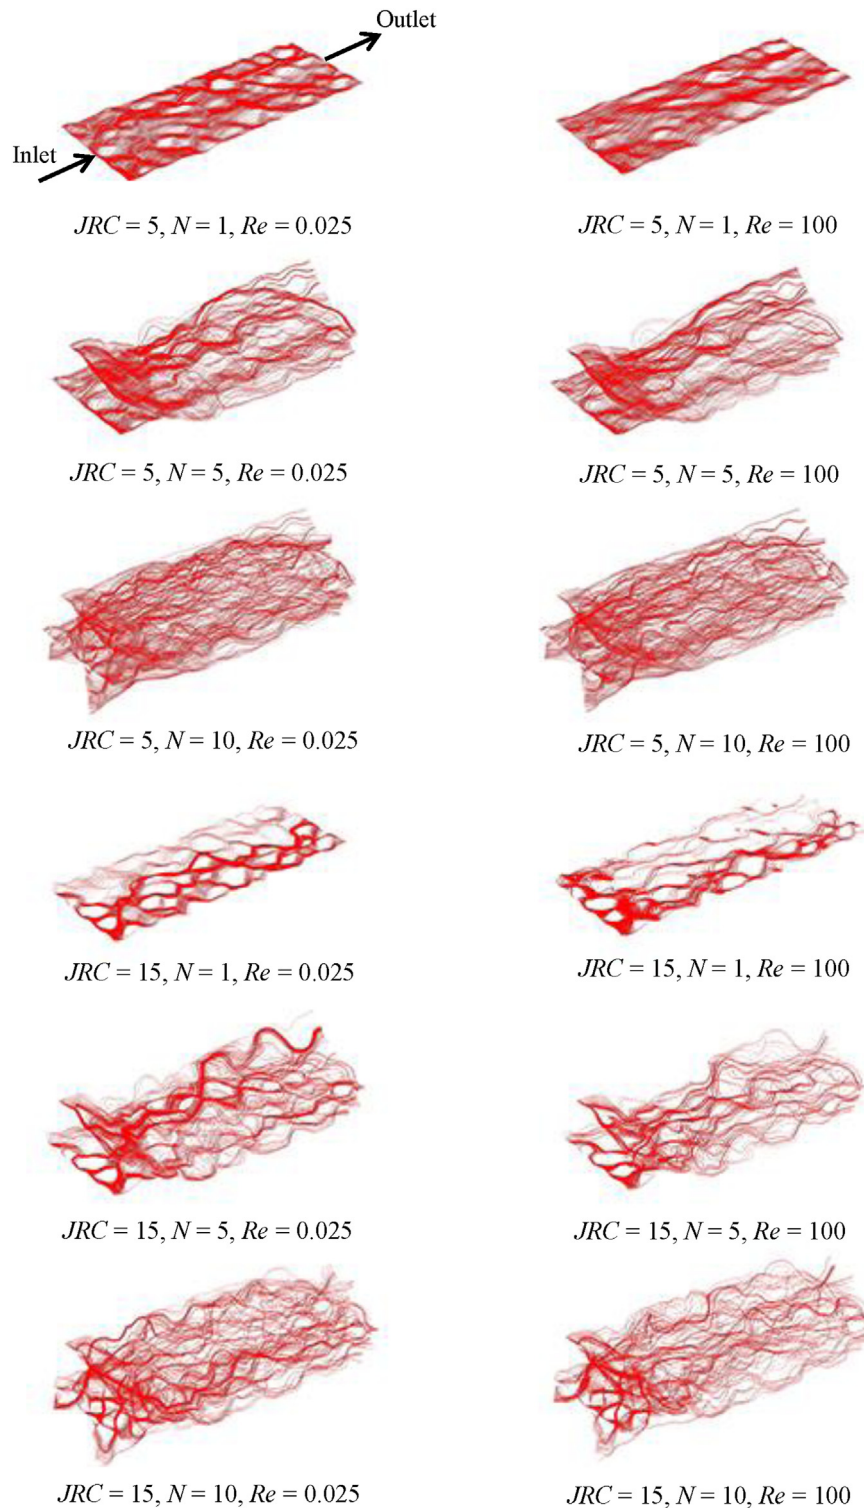 Outlet
Inlet
JRC = 5, N = 1, Re = 0.025
JRC = 5, N = 1, Re = 100
JRC = 5, N = 5, Re = 0.025
JRC = 5, N = 5, Re = 100
JRC = 5, N = 10, Re = 0.025
JRC = 5, N = 10, Re = 100
JRC = 15, N = 1, Re = 0.025
JRC = 15, N = 1, Re = 100
JRC = 15, N = 5, Re = 0.025
JRC = 15, N = 5, Re = 100
JRC = 15, N = 10, Re = 0.025
JRC = 15, N = 10, Re = 100